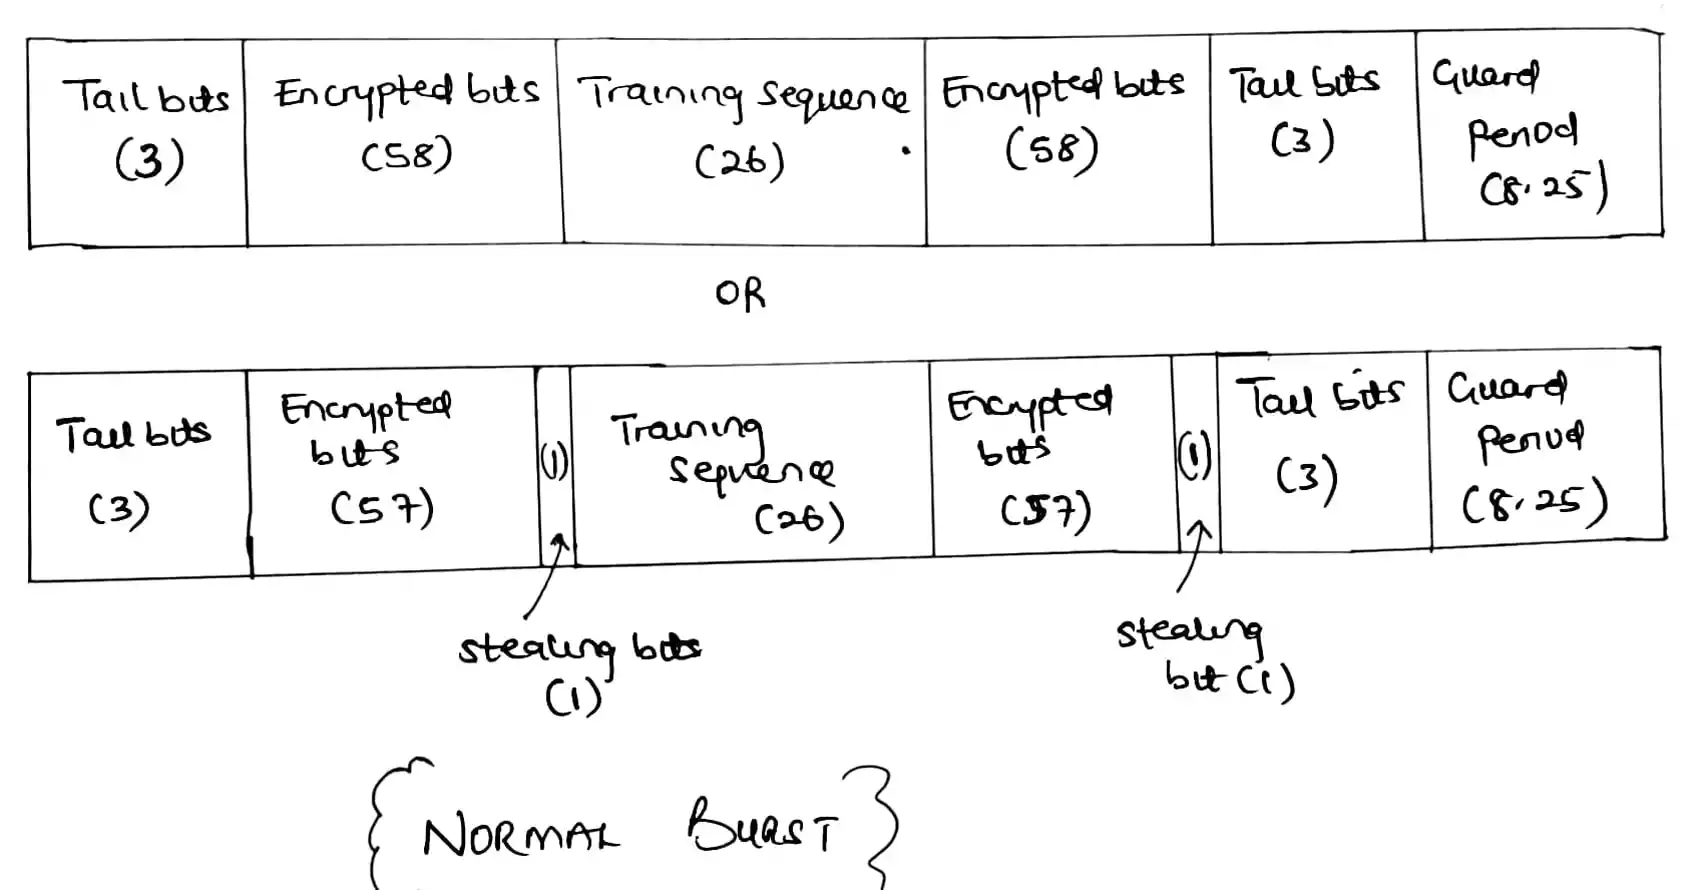 Tail bits
(3)
Encrypted bits
(58)
Training sequence
(26)
Encrypted bits
(58)
Tail bits
(3)
Guard
Period
(8.25)
OR
Tail bits
(3)
Encrypted
bits
(57)
(1)
Training
sequence
(26)
Encrypted
bits
(57)
(1)
Tail bits
(3)
Guard
Period
(8.25)
stealing bits
(1)
stealing
bit (1)
NORMAL BURST